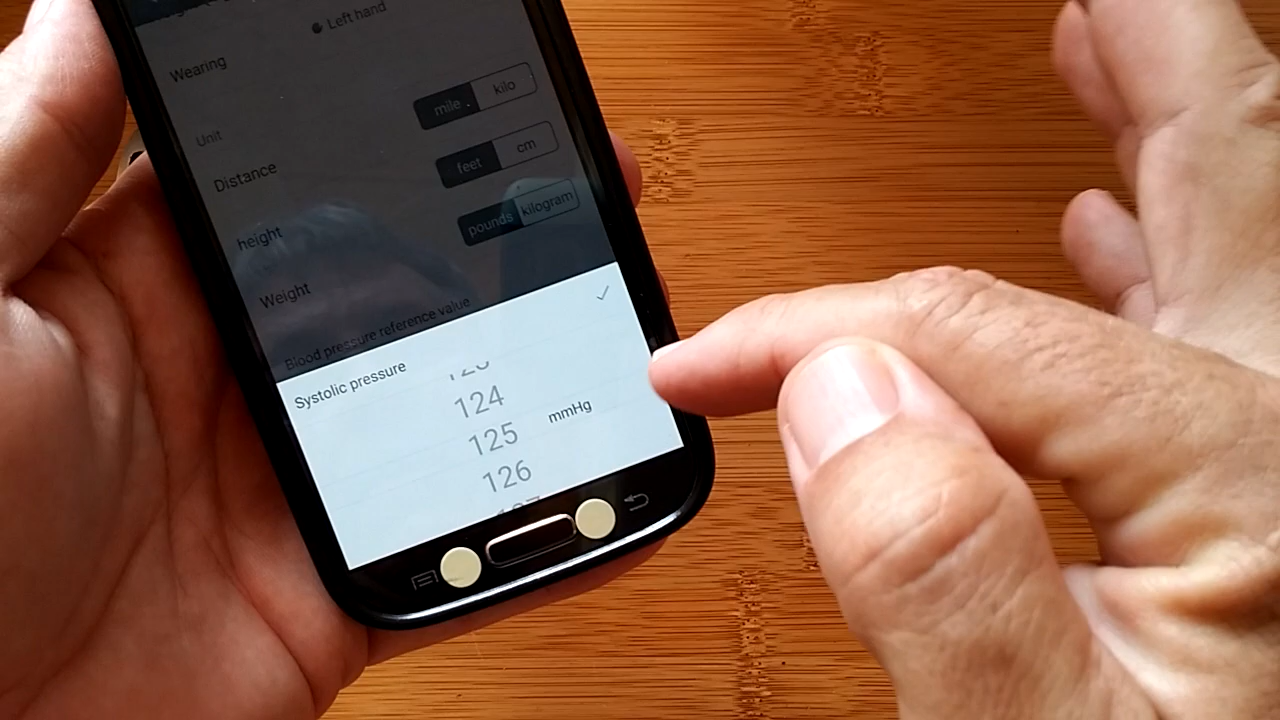 Left hand
Wearing
mile kilo
Unit
Distance
feet cm
height
pounds kilogram
Weight
Blood pressure reference value
Systolic pressure
124
125 mmHg
126